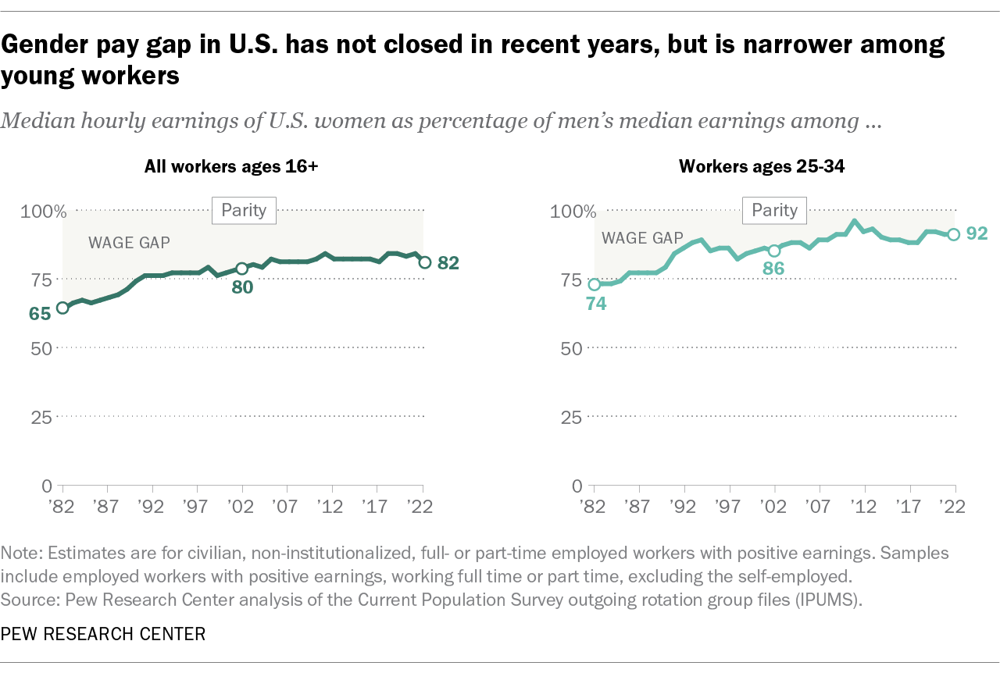 Gender pay gap in U.S. has not closed in recent years, but is narrower among
young workers
Median hourly earnings of U.S. women as percentage of men’s median earnings among ...
All workers ages 16+
100%
Parity
WAGE GAP
82
80
75
65
50
25
0
’82 ’87 ’92 ’97 ’02 ’07 ’12 ’17 ’22
Workers ages 25-34
100%
Parity
WAGE GAP
92
86
75
74
50
25
0
’82 ’87 ’92 ’97 ’02 ’07 ’12 ’17 ’22
Note: Estimates are for civilian, non-institutionalized, full- or part-time employed workers with positive earnings. Samples
include employed workers with positive earnings, working full time or part time, excluding the self-employed.
Source: Pew Research Center analysis of the Current Population Survey outgoing rotation group files (IPUMS).
PEW RESEARCH CENTER